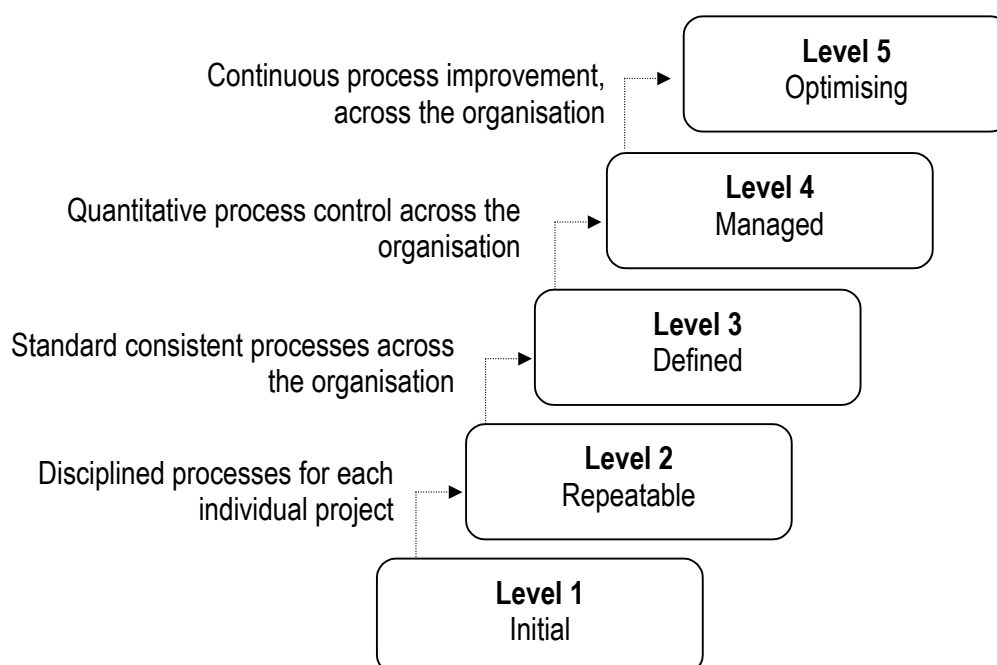 Level 5
Optimising
Continuous process improvement,
across the organisation
Level 4
Managed
Quantitative process control across the
organisation
Level 3
Defined
Standard consistent processes across
the organisation
Level 2
Repeatable
Disciplined processes for each
individual project
Level 1
Initial